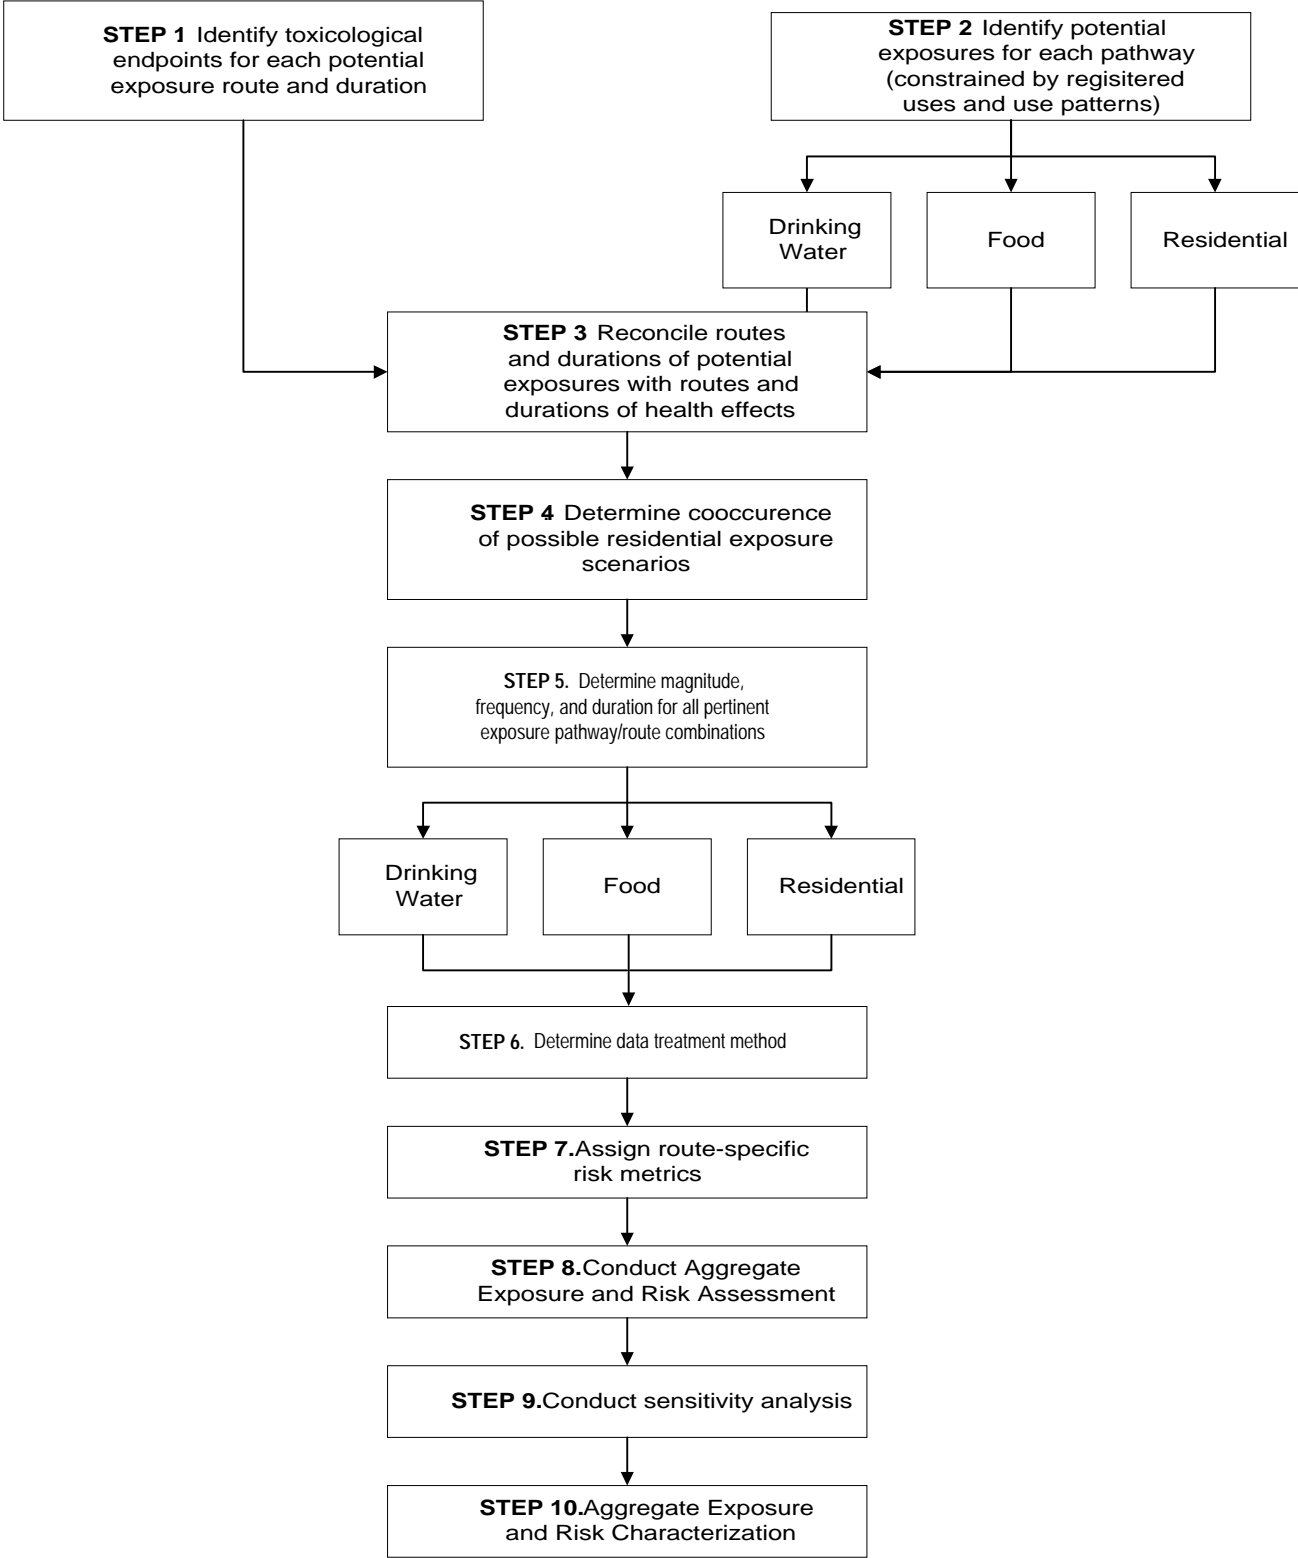 STEP 1 Identify toxicological
endpoints for each potential
exposure route and duration
STEP 2 Identify potential
exposures for each pathway
(constrained by regisitered
uses and use patterns)
Drinking
Water
Food
Residential
STEP 3 Reconcile routes
and durations of potential
exposures with routes and
durations of health effects
STEP 4 Determine cooccurence
of possible residential exposure
scenarios
STEP 5. Determine magnitude,
frequency, and duration for all pertinent
exposure pathway/route combinations
Drinking
Water
Food
Residential
STEP 6. Determine data treatment method
STEP 7.Assign route-specific
risk metrics
STEP 8.Conduct Aggregate
Exposure and Risk Assessment
STEP 9.Conduct sensitivity analysis
STEP 10.Aggregate Exposure
and Risk Characterization